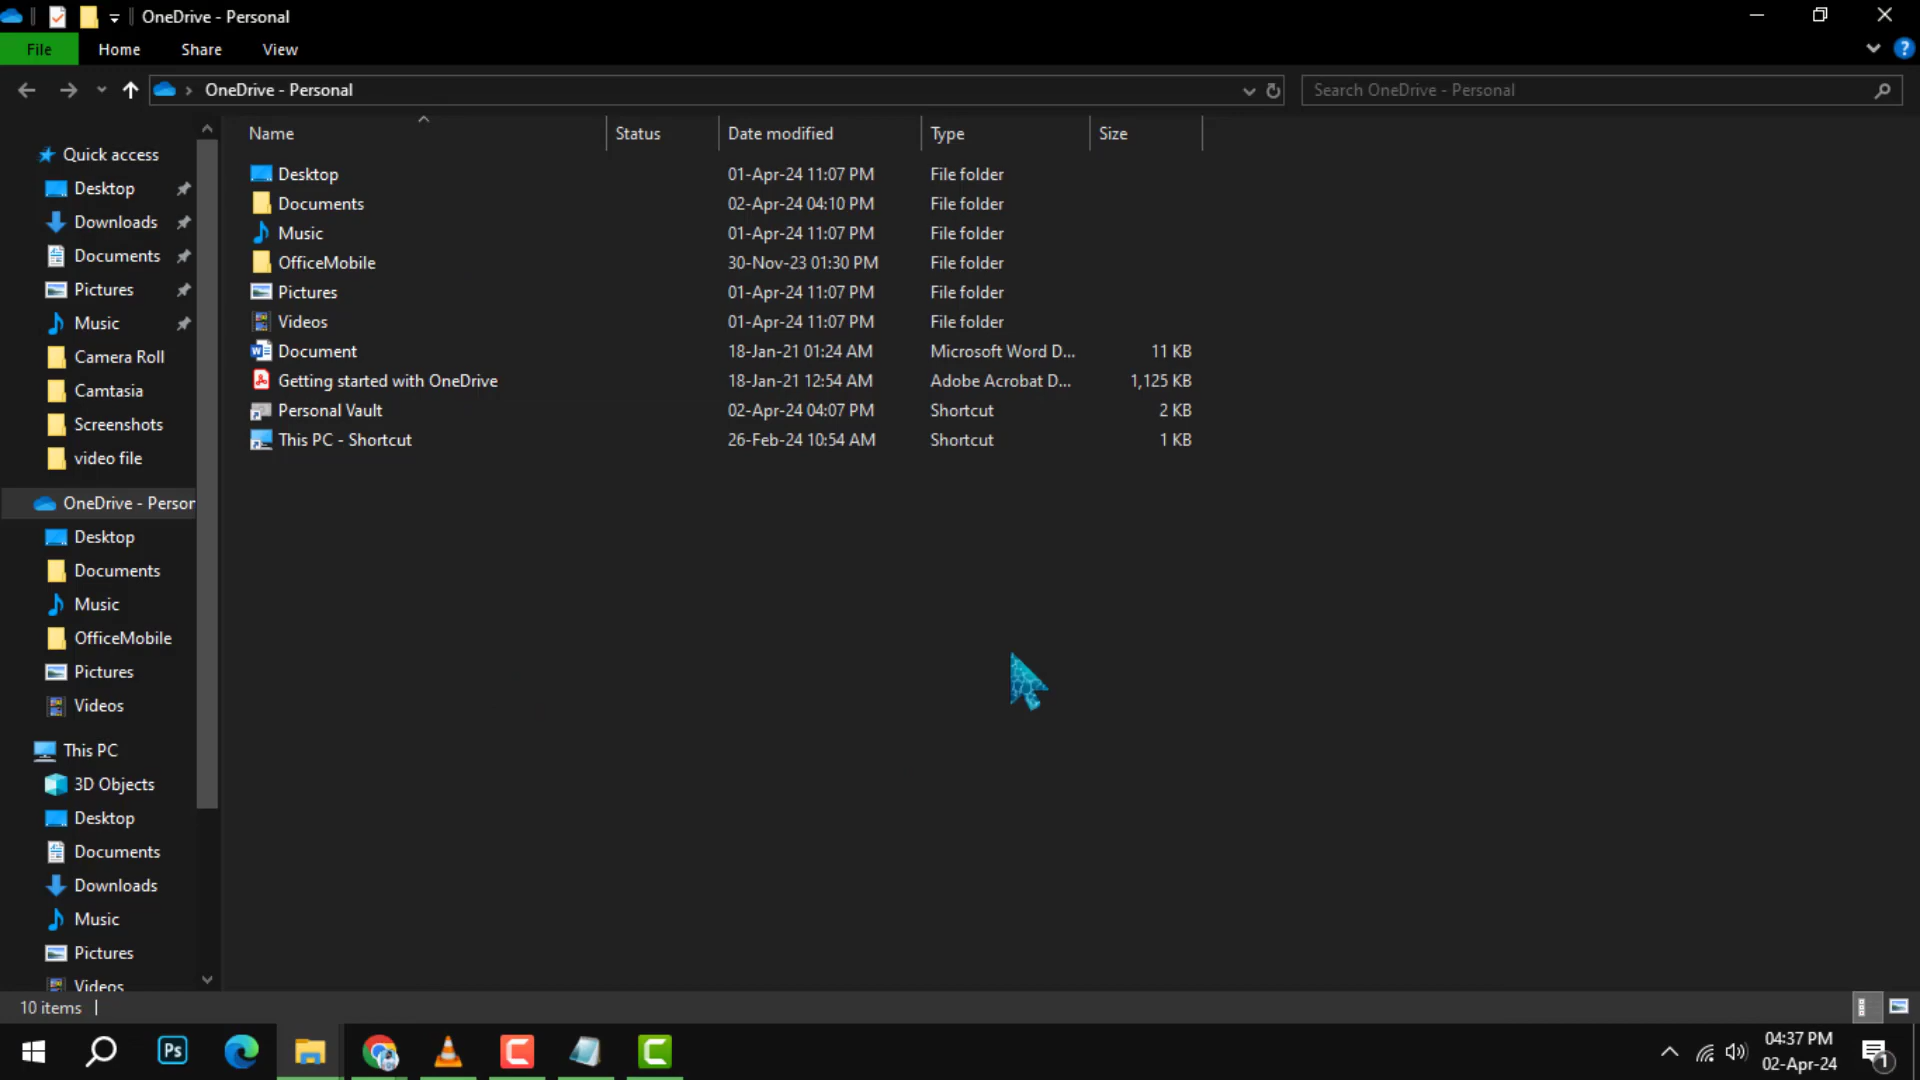 OneDrive - Personal
File Home Share View
OneDrive - Personal
Search OneDrive - Personal
Name Status Date modified Type Size
Desktop 01-Apr-24 11:07 PM File folder
Documents 02-Apr-24 04:10 PM File folder
Music 01-Apr-24 11:07 PM File folder
OfficeMobile 30-Nov-23 01:30 PM File folder
Pictures 01-Apr-24 11:07 PM File folder
Videos 01-Apr-24 11:07 PM File folder
Document 18-Jan-21 01:24 AM Microsoft Word D... 11 KB
Getting started with OneDrive 18-Jan-21 12:54 AM Adobe Acrobat D... 1,125 KB
Personal Vault 02-Apr-24 04:07 PM Shortcut 2 KB
This PC - Shortcut 26-Feb-24 10:54 AM Shortcut 1 KB
Quick access
Desktop
Downloads
Documents
Pictures
Music
Camera Roll
Camtasia
Screenshots
video file
OneDrive - Person
Desktop
Documents
Music
OfficeMobile
Pictures
Videos
This PC
3D Objects
Desktop
Documents
Downloads
Music
Pictures
Videos
10 items
Ps
04:37 PM
02-Apr-24
1